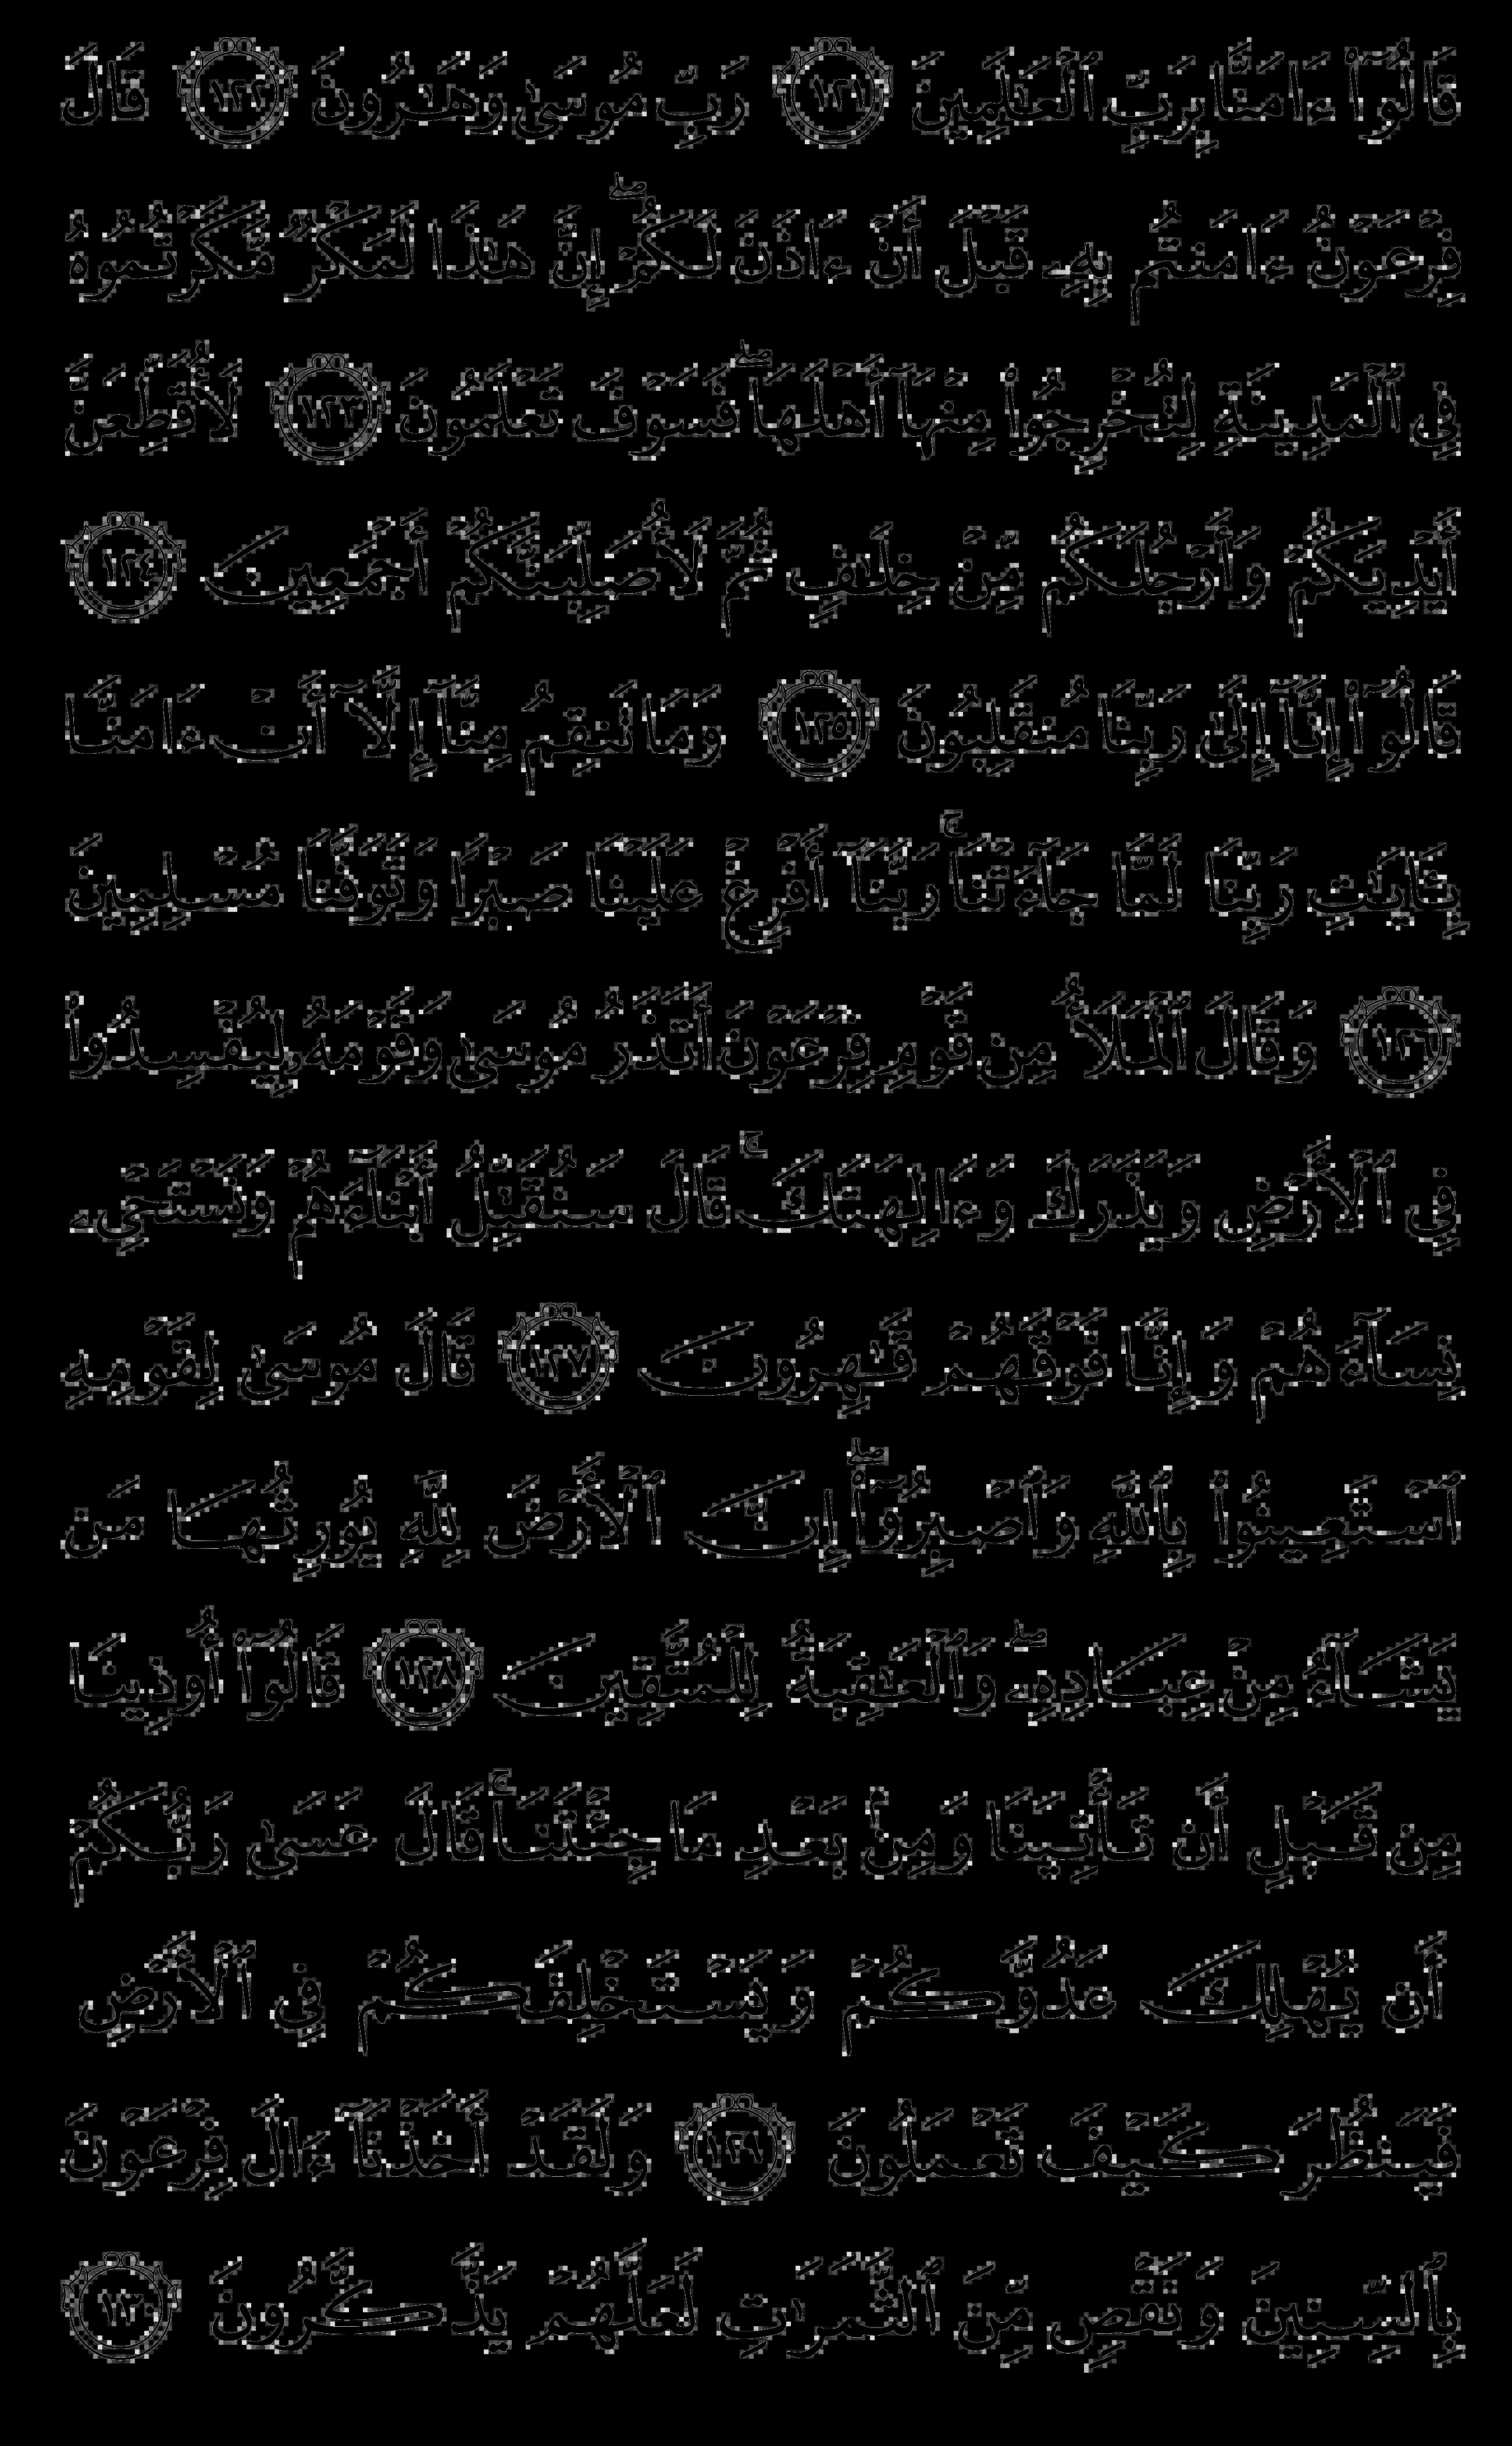 قَالُوٓا۟ ءَامَنَّا بِرَبِّ ٱلْعَـٰلَمِينَ ١٢١ رَبِّ مُوسَىٰ وَهَـٰرُونَ ١٢٢ قَالَ
فِرْعَوْنُ ءَامَنتُم بِهِۦ قَبْلَ أَنْ ءَاذَنَ لَكُمْ ۖ إِنَّ هَـٰذَا لَمَكْرٌ مَّكَرْتُمُوهُ
فِى ٱلْمَدِينَةِ لِتُخْرِجُوا۟ مِنْهَآ أَهْلَهَا ۖ فَسَوْفَ تَعْلَمُونَ ١٢٣ لَأُقَطِّعَنَّ
أَيْدِيَكُمْ وَأَرْجُلَكُم مِّنْ خِلَـٰفٍ ثُمَّ لَأُصَلِّبَنَّكُمْ أَجْمَعِينَ ١٢٤
قَالُوٓا۟ إِنَّآ إِلَىٰ رَبِّنَا مُنقَلِبُونَ ١٢٥ وَمَا تَنقِمُ مِنَّآ إِلَّآ أَنْ ءَامَنَّا
بِـَٔايَـٰتِ رَبِّنَا لَمَّا جَآءَتْنَا ۚ رَبَّنَآ أَفْرِغْ عَلَيْنَا صَبْرًا وَتَوَفَّنَا مُسْلِمِينَ
١٢٦ وَقَالَ ٱلْمَلَأُ مِن قَوْمِ فِرْعَوْنَ أَتَذَرُ مُوسَىٰ وَقَوْمَهُۥ لِيُفْسِدُوا۟
فِى ٱلْأَرْضِ وَيَذَرَكَ وَءَالِهَتَكَ ۚ قَالَ سَنُقَتِّلُ أَبْنَآءَهُمْ وَنَسْتَحْىِۦ
نِسَآءَهُمْ وَإِنَّا فَوْقَهُمْ قَـٰهِرُونَ ١٢٧ قَالَ مُوسَىٰ لِقَوْمِهِ
ٱسْتَعِينُوا۟ بِٱللَّهِ وَٱصْبِرُوٓا۟ ۖ إِنَّ ٱلْأَرْضَ لِلَّهِ يُورِثُهَا مَن
يَشَآءُ مِنْ عِبَادِهِۦ ۖ وَٱلْعَـٰقِبَةُ لِلْمُتَّقِينَ ١٢٨ قَالُوٓا۟ أُوذِينَا
مِن قَبْلِ أَن تَأْتِيَنَا وَمِنۢ بَعْدِ مَا جِئْتَنَا ۚ قَالَ عَسَىٰ رَبُّكُمْ
أَن يُهْلِكَ عَدُوَّكُمْ وَيَسْتَخْلِفَكُمْ فِى ٱلْأَرْضِ
فَيَنظُرَ كَيْفَ تَعْمَلُونَ ١٢٩ وَلَقَدْ أَخَذْنَآ ءَالَ فِرْعَوْنَ
بِٱلسِّنِينَ وَنَقْصٍ مِّنَ ٱلثَّمَرَٰتِ لَعَلَّهُمْ يَذَّكَّرُونَ ١٣٠